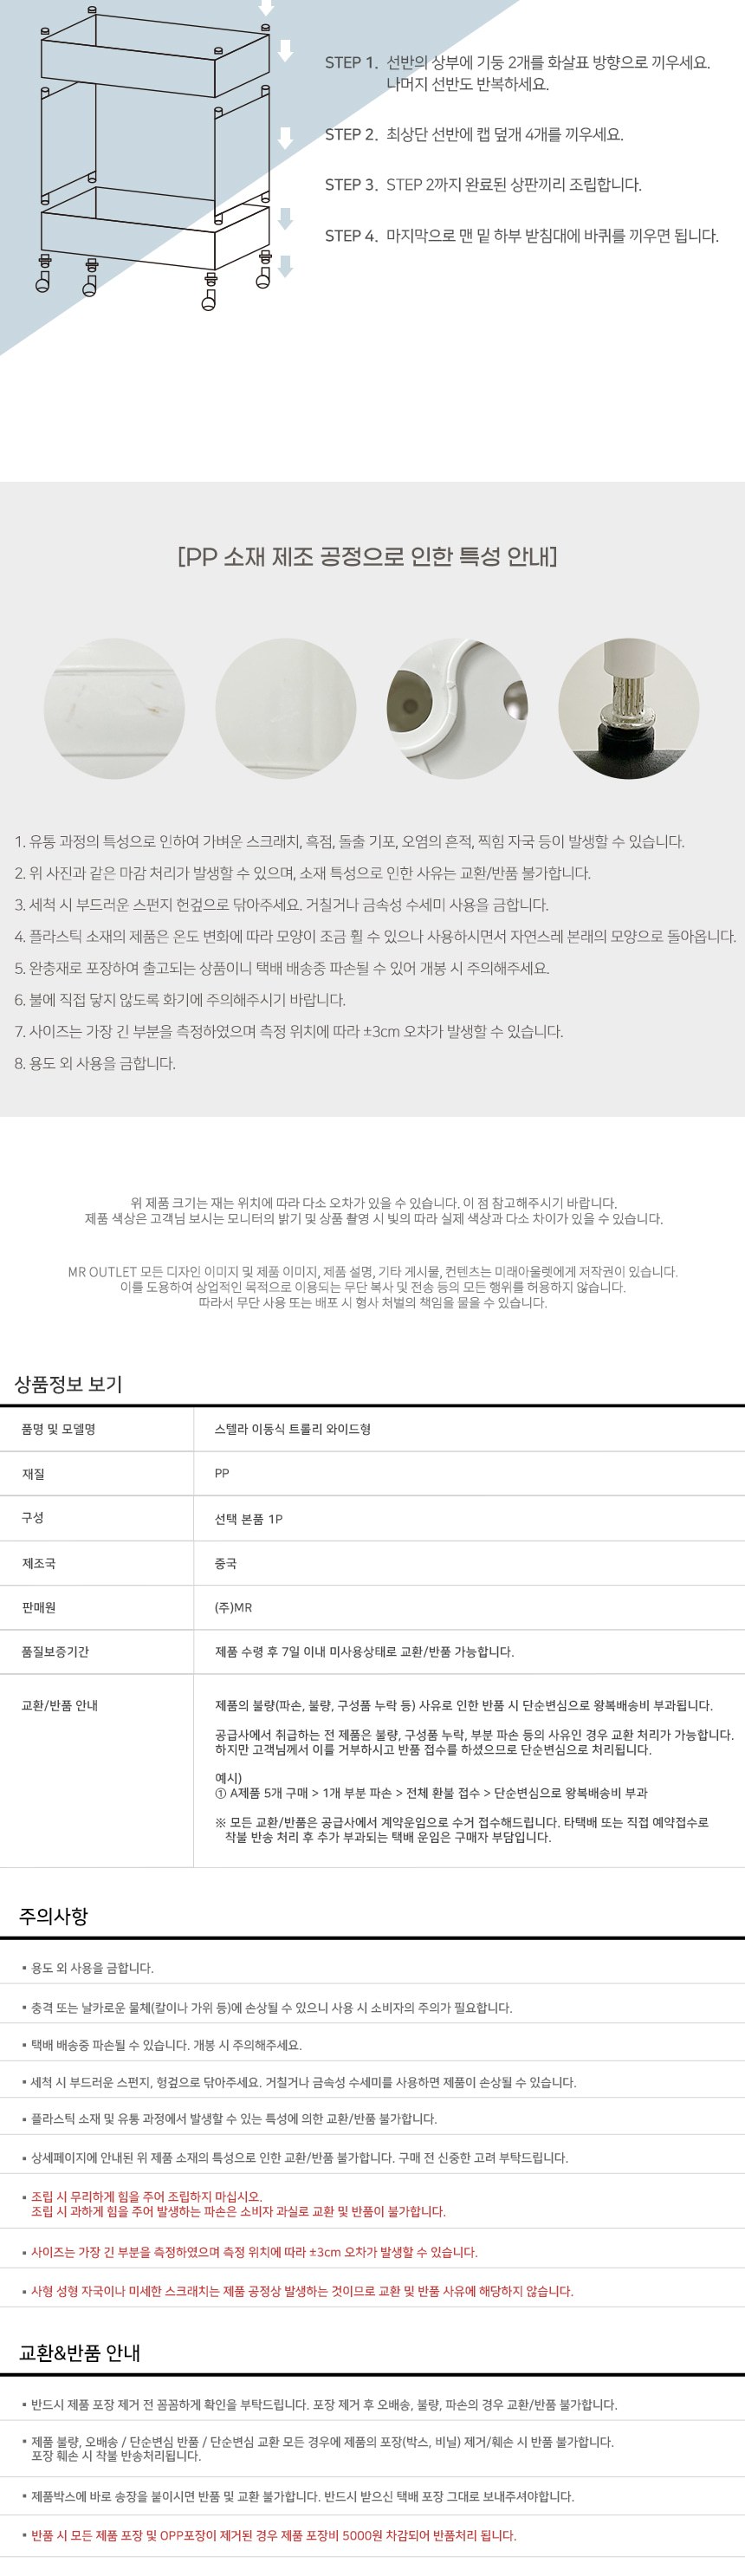 STEP 1. 선반의 상부에 기둥 2개를 화살표 방향으로 끼우세요.
나머지 선반도 반복하세요.
STEP 2. 최상단 선반에 캡 덮개 4개를 끼우세요.
STEP 3. STEP 2까지 완료된 상판끼리 조립합니다.
STEP 4. 마지막으로 맨 밑 하부 받침대에 바퀴를 끼우면 됩니다.
[PP 소재 제조 공정으로 인한 특성 안내]
1. 유통 과정의 특성으로 인하여 가벼운 스크래치, 흑점, 돌출 기포, 오염의 흔적, 찍힘 자국 등이 발생할 수 있습니다.
2. 위 사진과 같은 마감 처리가 발생할 수 있으며, 소재 특성으로 인한 사유는 교환/반품 불가합니다.
3. 세척 시 부드러운 스펀지 헌겊으로 닦아주세요. 거칠거나 금속성 수세미 사용을 금합니다.
4. 플라스틱 소재의 제품은 온도 변화에 따라 모양이 조금 휠 수 있으나 사용하시면서 자연스레 본래의 모양으로 돌아옵니다.
5. 완충재로 포장하여 출고되는 상품이니 택배 배송중 파손될 수 있어 개봉 시 주의해주세요.
6. 불에 직접 닿지 않도록 화기에 주의해주시기 바랍니다.
7. 사이즈는 가장 긴 부분을 측정하였으며 측정 위치에 따라 ±3cm 오차가 발생할 수 있습니다.
8. 용도 외 사용을 금합니다.
위 제품 크기는 재는 위치에 따라 다소 오차가 있을 수 있습니다. 이 점 참고해주시기 바랍니다.
제품 색상은 고객님 보시는 모니터의 밝기 및 상품 촬영 시 빛의 따라 실제 색상과 다소 차이가 있을 수 있습니다.
MR OUTLET 모든 디자인 이미지 및 제품 이미지, 제품 설명, 기타 게시물, 컨텐츠는 미래아울렛에게 저작권이 있습니다.
이를 도용하여 상업적인 목적으로 이용되는 무단 복사 및 전송 등의 모든 행위를 허용하지 않습니다.
따라서 무단 사용 또는 배포 시 형사 처벌의 책임을 물을 수 있습니다.
상품정보 보기
품명 및 모델명 스텔라 이동식 트롤리 와이드형
재질 PP
구성 선택 본품 1P
제조국 중국
판매원 (주)MR
품질보증기간 제품 수령 후 7일 이내 미사용상태로 교환/반품 가능합니다.
교환/반품 안내 제품의 불량(파손, 불량, 구성품 누락 등) 사유로 인한 반품 시 단순변심으로 왕복배송비 부과됩니다.
공급사에서 취급하는 전 제품은 불량, 구성품 누락, 부분 파손 등의 사유인 경우 교환 처리가 가능합니다.
하지만 고객님께서 이를 거부하시고 반품 접수를 하셨으므로 단순변심으로 처리됩니다.
예시)
① A제품 5개 구매 > 1개 부분 파손 > 전체 환불 접수 > 단순변심으로 왕복배송비 부과
※ 모든 교환/반품은 공급사에서 계약운임으로 수거 접수해드립니다. 타택배 또는 직접 예약접수로
착불 반송 처리 후 추가 부과되는 택배 운임은 구매자 부담입니다.
주의사항
▪ 용도 외 사용을 금합니다.
▪ 충격 또는 날카로운 물체(칼이나 가위 등)에 손상될 수 있으니 사용 시 소비자의 주의가 필요합니다.
▪ 택배 배송중 파손될 수 있습니다. 개봉 시 주의해주세요.
▪ 세척 시 부드러운 스펀지, 헝겊으로 닦아주세요. 거칠거나 금속성 수세미를 사용하면 제품이 손상될 수 있습니다.
▪ 플라스틱 소재 및 유통 과정에서 발생할 수 있는 특성에 의한 교환/반품 불가합니다.
▪ 상세페이지에 안내된 위 제품 소재의 특성으로 인한 교환/반품 불가합니다. 구매 전 신중한 고려 부탁드립니다.
▪ 조립 시 무리하게 힘을 주어 조립하지 마십시오.
조립 시 과하게 힘을 주어 발생하는 파손은 소비자 과실로 교환 및 반품이 불가합니다.
▪ 사이즈는 가장 긴 부분을 측정하였으며 측정 위치에 따라 ±3cm 오차가 발생할 수 있습니다.
▪ 사형 성형 자국이나 미세한 스크래치는 제품 공정상 발생하는 것이므로 교환 및 반품 사유에 해당하지 않습니다.
교환&반품 안내
▪ 반드시 제품 포장 제거 전 꼼꼼하게 확인을 부탁드립니다. 포장 제거 후 오배송, 불량, 파손의 경우 교환/반품 불가합니다.
▪ 제품 불량, 오배송 / 단순변심 반품 / 단순변심 교환 모든 경우에 제품의 포장(박스, 비닐) 제거/훼손 시 반품 불가합니다.
포장 훼손 시 착불 반송처리됩니다.
▪ 제품박스에 바로 송장을 붙이시면 반품 및 교환 불가합니다. 반드시 받으신 택배 포장 그대로 보내주셔야합니다.
▪ 반품 시 모든 제품 포장 및 OPP포장이 제거된 경우 제품 포장비 5000원 차감되어 반품처리 됩니다.